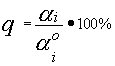 q = αi / α°i • 100%